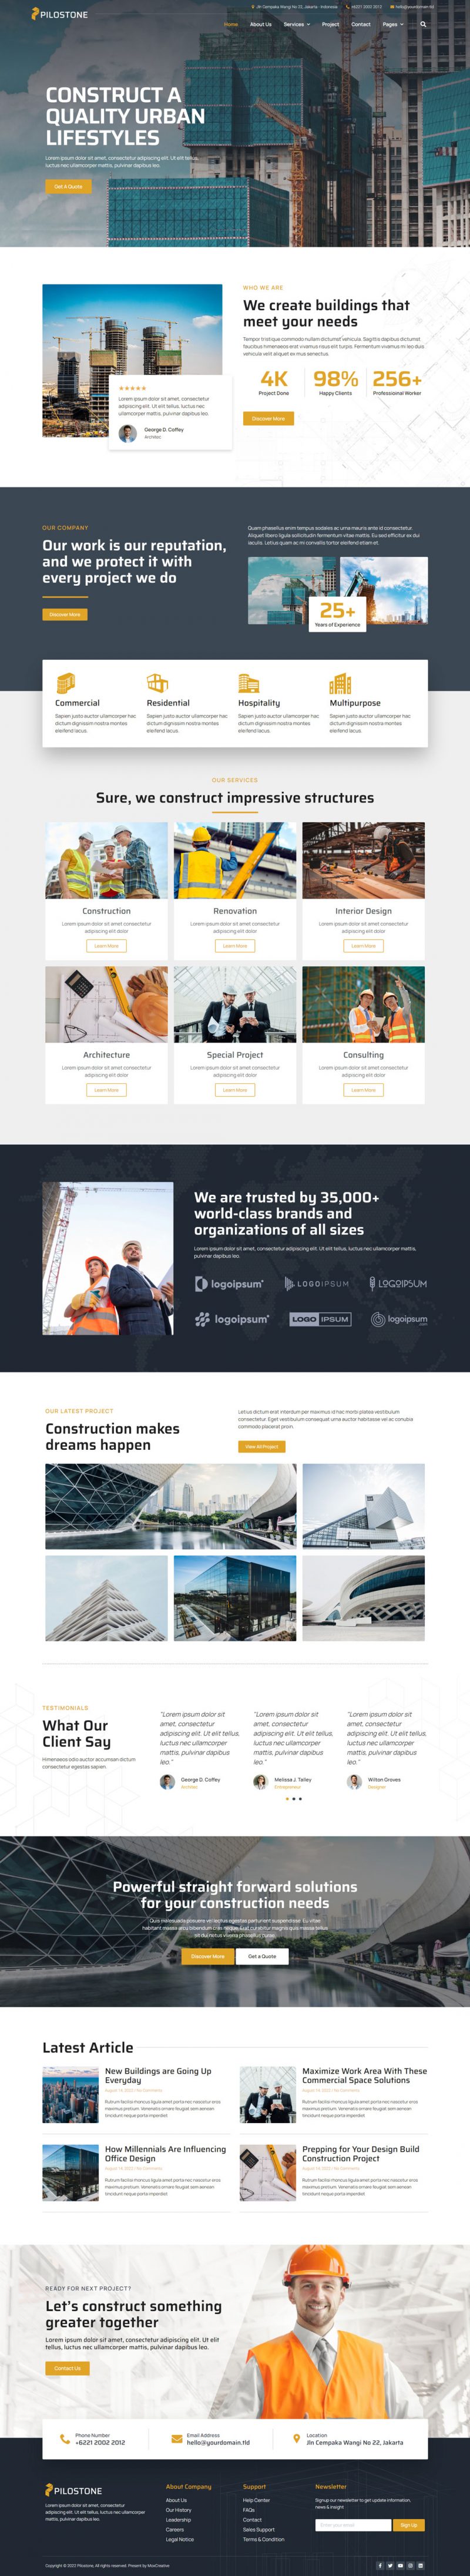 PILOSTONE
Jln Cempaka Wangi No 22, Jakarta - Indonesia
+6221 2002 2012
hello@yourdomain.tld
Home
About Us
Services
Project
Contact
Pages
CONSTRUCT A
QUALITY URBAN
LIFESTYLES
Lorem ipsum dolor sit amet, consectetur adipiscing elit. Ut elit tellus,
luctus nec ullamcorper mattis, pulvinar dapibus leo.
Get A Quote
WHO WE ARE
We create buildings that
meet your needs
Tempor tristique commodo nullam dictumst vehicula. Sagittis dapibus dictumst
faucibus himenaeos erat vivamus risus elit turpis. Fermentum vivamus mi leo duis
vehicula velit aliquet ex mus senectus.
4K
Project Done
98%
Happy Clients
256+
Professioinal Worker
Discover More
Lorem ipsum dolor sit amet, consectetur
adipiscing elit. Ut elit tellus, luctus nec
ullamcorper mattis, pulvinar dapibus leo.
George D. Coffey
Architec
OUR COMPANY
Our work is our reputation,
and we protect it with
every project we do
Discover More
Quam phasellus enim tempus sodales ac urna mauris ante id consectetur.
Aliquet libero ligula sollicitudin fermentum vitae mattis. Eu sed efficitur ex dui
iaculis. Letius quam ac mi convallis tortor eleifend etiam et.
25+
Years of Experience
Commercial
Sapien justo auctor ullamcorper hac
dictum dignissim nostra montes
eleifend lacus.
Residential
Sapien justo auctor ullamcorper hac
dictum dignissim nostra montes
eleifend lacus.
Hospitality
Sapien justo auctor ullamcorper hac
dictum dignissim nostra montes
eleifend lacus.
Multipurpose
Sapien justo auctor ullamcorper hac
dictum dignissim nostra montes
eleifend lacus.
OUR SERVICES
Sure, we construct impressive structures
Construction
Lorem ipsum dolor sit amet consectetur
adipiscing elit dolor
Learn More
Renovation
Lorem ipsum dolor sit amet consectetur
adipiscing elit dolor
Learn More
Interior Design
Lorem ipsum dolor sit amet consectetur
adipiscing elit dolor
Learn More
Architecture
Lorem ipsum dolor sit amet consectetur
adipiscing elit dolor
Learn More
Special Project
Lorem ipsum dolor sit amet consectetur
adipiscing elit dolor
Learn More
Consulting
Lorem ipsum dolor sit amet consectetur
adipiscing elit dolor
Learn More
We are trusted by 35,000+
world-class brands and
organizations of all sizes
Lorem ipsum dolor sit amet, consectetur adipiscing elit. Ut elit tellus, luctus nec ullamcorper mattis,
pulvinar dapibus leo.
logoipsum
LOGOIPSUM
LOGOIPSUM
logoipsum
LOGO IPSUM
logoipsum
OUR LATEST PROJECT
Construction makes
dreams happen
Letius dictum erat interdum per maximus id hac morbi platea vestibulum
consectetur. Eget vestibulum consequat urna auctor habitasse vel ac conubia
commodo placerat proin.
View All Project
TESTIMONIALS
What Our
Client Say
Himenaeos odio auctor accumsan dictum
consectetur egestas sapien
"Lorem ipsum dolor sit
amet, consectetur
adipiscing elit. Ut elit tellus,
luctus nec ullamcorper
mattis, pulvinar dapibus
leo."
George D. Coffey
Architec
"Lorem ipsum dolor sit
amet, consectetur
adipiscing elit. Ut elit tellus,
luctus nec ullamcorper
mattis, pulvinar dapibus
leo."
Melissa J. Talley
Entrepreneur
"Lorem ipsum dolor sit
amet, consectetur
adipiscing elit. Ut elit tellus,
luctus nec ullamcorper
mattis, pulvinar dapibus
leo."
Wilton Groves
Designer
Powerful straight forward solutions
for your construction needs
Quis malesuada posuere vel lectus egestas parturient suspendisse. Eu vitae
habitant massa arcu bibendum cras neque. Erat curabitur magnis quis massa tellus
sit dui netus viverra phasellus purus.
Discover More
Get a Quote
Latest Article
New Buildings are Going Up
Everyday
August 14, 2022 / No Comments
Rutrum facilisi rhoncus ligula amet porta nec nascetur eros
maximus pretium. Venenatis ornare feugiat sem aenean
tincidunt neque porta imperdiet
Maximize Work Area With These
Commercial Space Solutions
August 14, 2022 / No Comments
Rutrum facilisi rhoncus ligula amet porta nec nascetur eros
maximus pretium. Venenatis ornare feugiat sem aenean
tincidunt neque porta imperdiet
How Millennials Are Influencing
Office Design
August 14, 2022 / No Comments
Rutrum facilisi rhoncus ligula amet porta nec nascetur eros
maximus pretium. Venenatis ornare feugiat sem aenean
tincidunt neque porta imperdiet
Prepping for Your Design Build
Construction Project
August 14, 2022 / No Comments
Rutrum facilisi rhoncus ligula amet porta nec nascetur eros
maximus pretium. Venenatis ornare feugiat sem aenean
tincidunt neque porta imperdiet
READY FOR NEXT PROJECT?
Let's construct something
greater together
Lorem ipsum dolor sit amet, consectetur adipiscing elit. Ut elit
tellus, luctus nec ullamcorper mattis, pulvinar dapibus leo.
Contact Us
Phone Number
+6221 2002 2012
Email Address
hello@yourdomain.tld
Location
Jln Cempaka Wangi No 22, Jakarta
PILOSTONE
Lorem ipsum dolor sit amet, consectetur
adipiscing elit. Ut elit tellus, luctus nec ullamcorper
mattis, pulvinar dapibus leo.
About Company
About Us
Our History
Leadership
Careers
Legal Notice
Support
Help Center
FAQs
Contact
Sales Support
Terms & Condition
Newsletter
Signup our newsletter to get update information,
news & insight
Enter your email
Sign Up
Copyright © 2022 Pilostone, All rights reserved. Present by MoxCreative